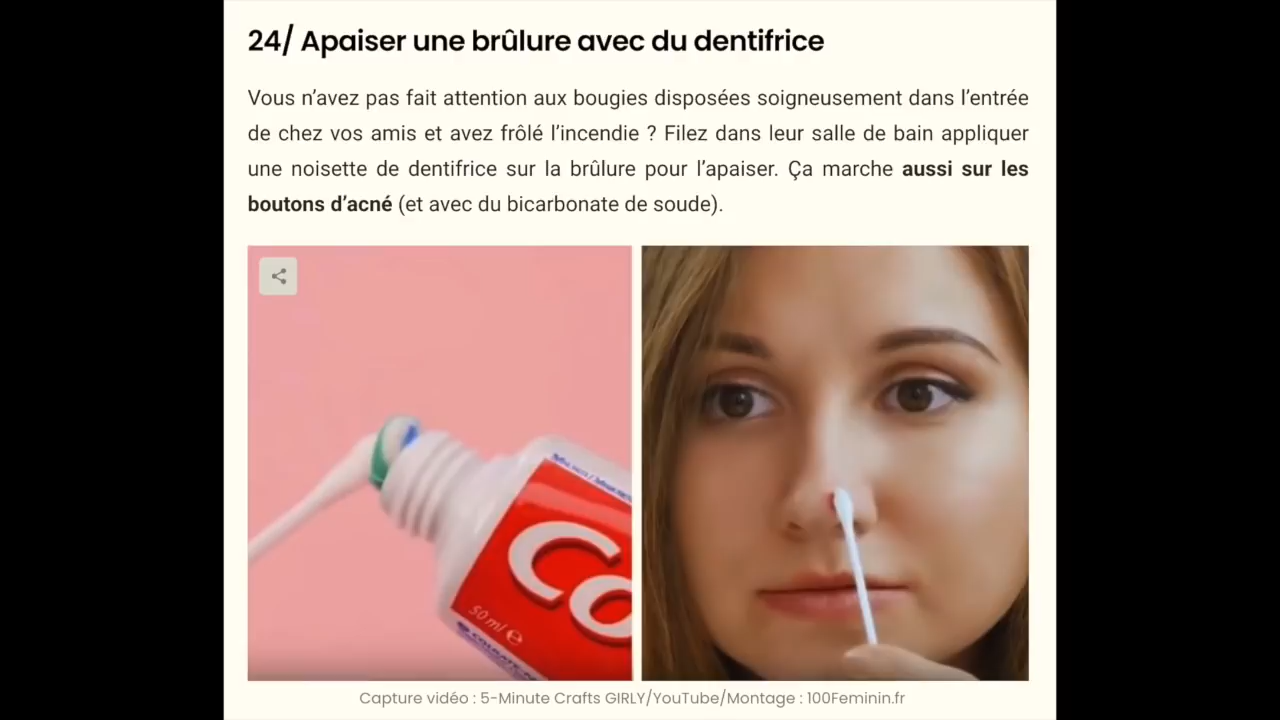 24/ Apaiser une brûlure avec du dentifrice
Vous n’avez pas fait attention aux bougies disposées soigneusement dans l’entrée
de chez vos amis et avez frôlé l’incendie ? Filez dans leur salle de bain appliquer
une noisette de dentifrice sur la brûlure pour l’apaiser. Ça marche aussi sur les
boutons d’acné (et avec du bicarbonate de soude).
Co
50 ml e
Capture vidéo : 5-Minute Crafts GIRLY/YouTube/Montage : 100Feminin.fr